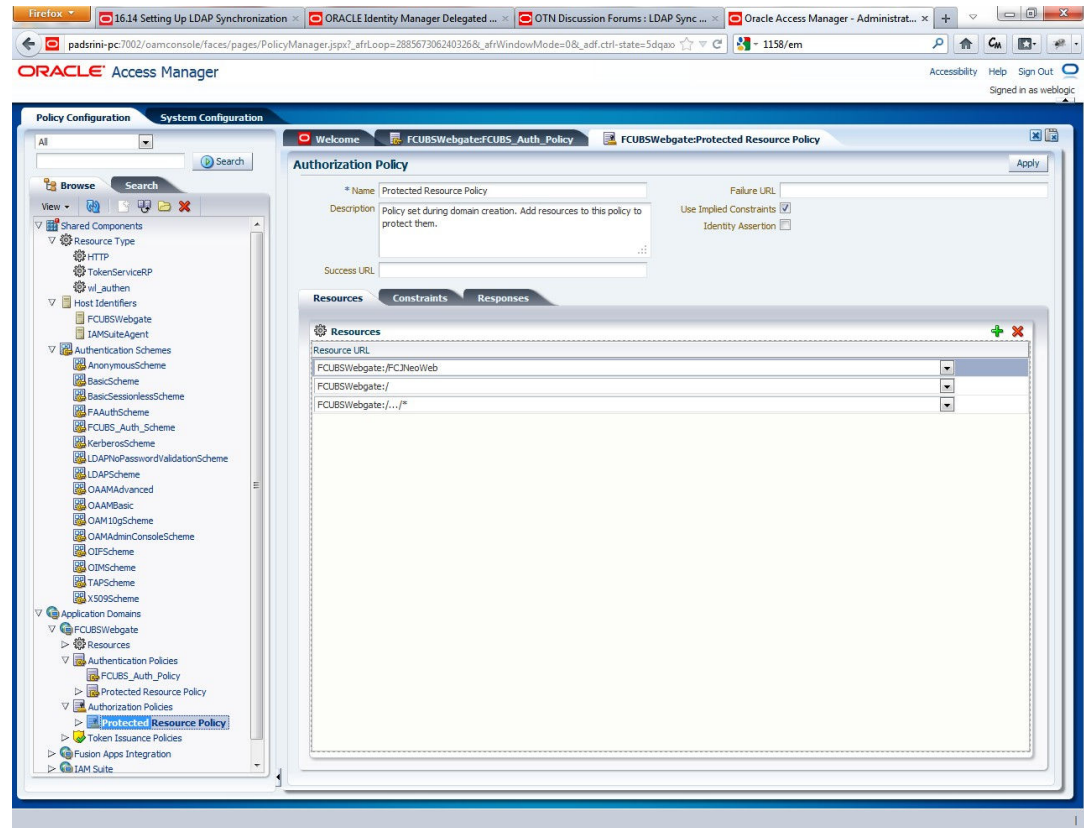 Firefox
16.14 Setting Up LDAP Synchronization
ORACLE Identity Manager Delegated ...
OTN Discussion Forums : LDAP Sync ...
Oracle Access Manager - Administrat...
padsrini-pc:7002/oamconsole/faces/pages/PolicyManager.jspx?_afrLoop=2885673062403268&_afrWindowMode=0&_adf.ctrl-state=5dqaxo
1158/em
ORACLE Access Manager
Accessibility Help Sign Out
Signed in as weblogic
Policy Configuration System Configuration
All
Search
Browse Search
View
Shared Components
Resource Type
HTTP
TokenServiceRP
wl_authen
Host Identifiers
FCUBSWebgate
IAMSuiteAgent
Authentication Schemes
AnonymousScheme
BasicScheme
BasicSessionlessScheme
FAAuthScheme
FCUBS_Auth_Scheme
KerberosScheme
LDAPNoPasswordValidationScheme
LDAPScheme
OAAMAdvanced
OAAMBasic
OAM10gScheme
OAMAdminConsoleScheme
OIFScheme
OIMScheme
TAPScheme
X509Scheme
Application Domains
FCUBSWebgate
Resources
Authentication Policies
FCUBS_Auth_Policy
Protected Resource Policy
Authorization Policies
Protected Resource Policy
Token Issuance Policies
Fusion Apps Integration
IAM Suite
Welcome FCUBSWebgate:FCUBS_Auth_Policy FCUBSWebgate:Protected Resource Policy
Authorization Policy
Apply
* Name Protected Resource Policy
Description Policy set during domain creation. Add resources to this policy to
protect them.
Success URL
Failure URL
Use Implied Constraints
Identity Assertion
Resources Constraints Responses
Resources
Resource URL
FCUBSWebgate:/FCJNeoWeb
FCUBSWebgate:/
FCUBSWebgate:/.../*